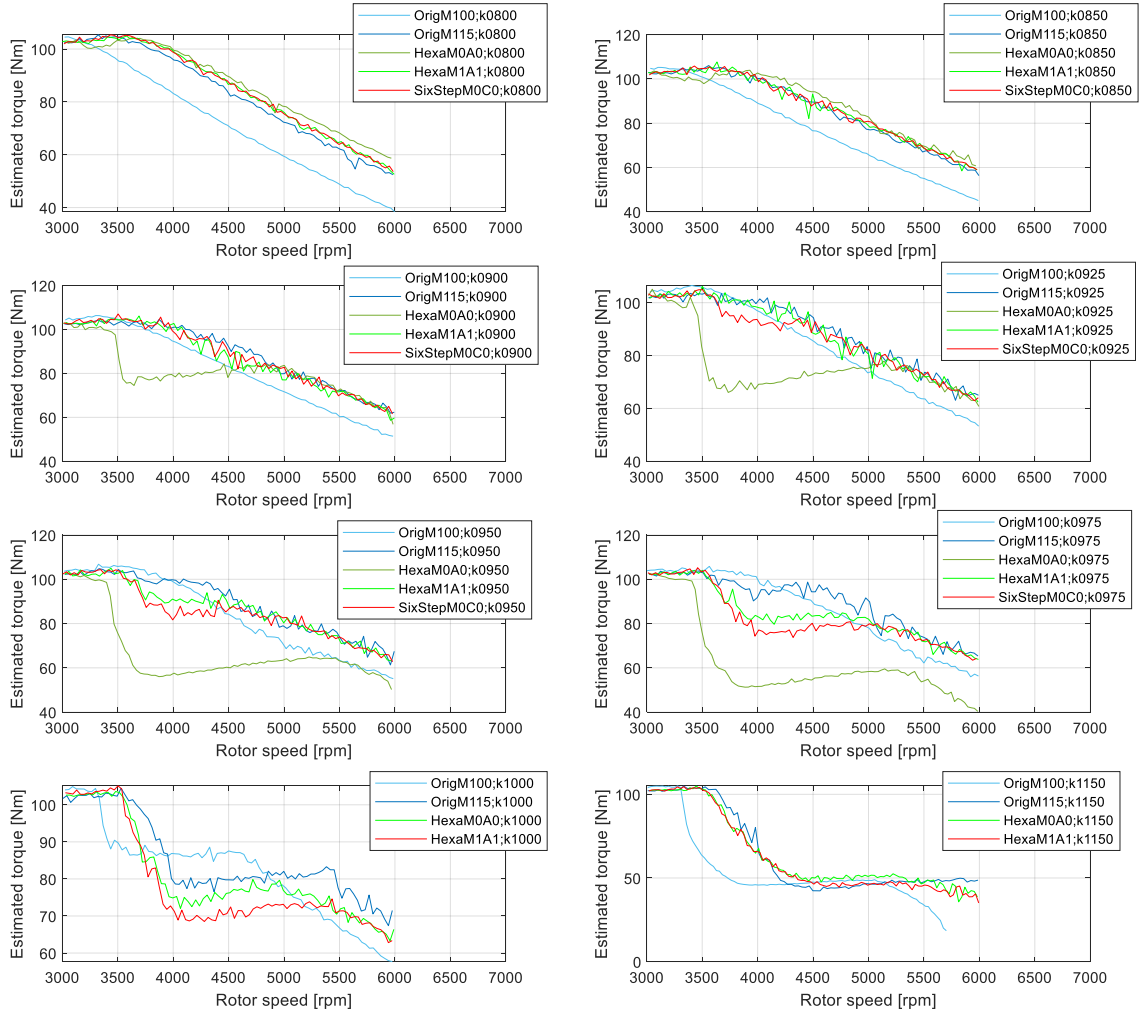 OrigM100;k0800
OrigM115;k0800
HexaM0A0;k0800
HexaM1A1;k0800
SixStepM0C0;k0800
Estimated torque [Nm]
100
80
60
40
3000 3500 4000 4500 5000 5500 6000 6500 7000
Rotor speed [rpm]
OrigM100;k0850
OrigM115;k0850
HexaM0A0;k0850
HexaM1A1;k0850
SixStepM0C0;k0850
Estimated torque [Nm]
120
100
80
60
40
3000 3500 4000 4500 5000 5500 6000 6500 7000
Rotor speed [rpm]
OrigM100;k0900
OrigM115;k0900
HexaM0A0;k0900
HexaM1A1;k0900
SixStepM0C0;k0900
Estimated torque [Nm]
120
100
80
60
40
3000 3500 4000 4500 5000 5500 6000 6500 7000
Rotor speed [rpm]
OrigM100;k0925
OrigM115;k0925
HexaM0A0;k0925
HexaM1A1;k0925
SixStepM0C0;k0925
Estimated torque [Nm]
100
80
60
40
3000 3500 4000 4500 5000 5500 6000 6500 7000
Rotor speed [rpm]
OrigM100;k0950
OrigM115;k0950
HexaM0A0;k0950
HexaM1A1;k0950
SixStepM0C0;k0950
Estimated torque [Nm]
120
100
80
60
40
3000 3500 4000 4500 5000 5500 6000 6500 7000
Rotor speed [rpm]
OrigM100;k0975
OrigM115;k0975
HexaM0A0;k0975
HexaM1A1;k0975
SixStepM0C0;k0975
Estimated torque [Nm]
120
100
80
60
40
3000 3500 4000 4500 5000 5500 6000 6500 7000
Rotor speed [rpm]
OrigM100;k1000
OrigM115;k1000
HexaM0A0;k1000
HexaM1A1;k1000
Estimated torque [Nm]
100
90
80
70
60
3000 3500 4000 4500 5000 5500 6000 6500 7000
Rotor speed [rpm]
OrigM100;k1150
OrigM115;k1150
HexaM0A0;k1150
HexaM1A1;k1150
Estimated torque [Nm]
100
50
0
3000 3500 4000 4500 5000 5500 6000 6500 7000
Rotor speed [rpm]